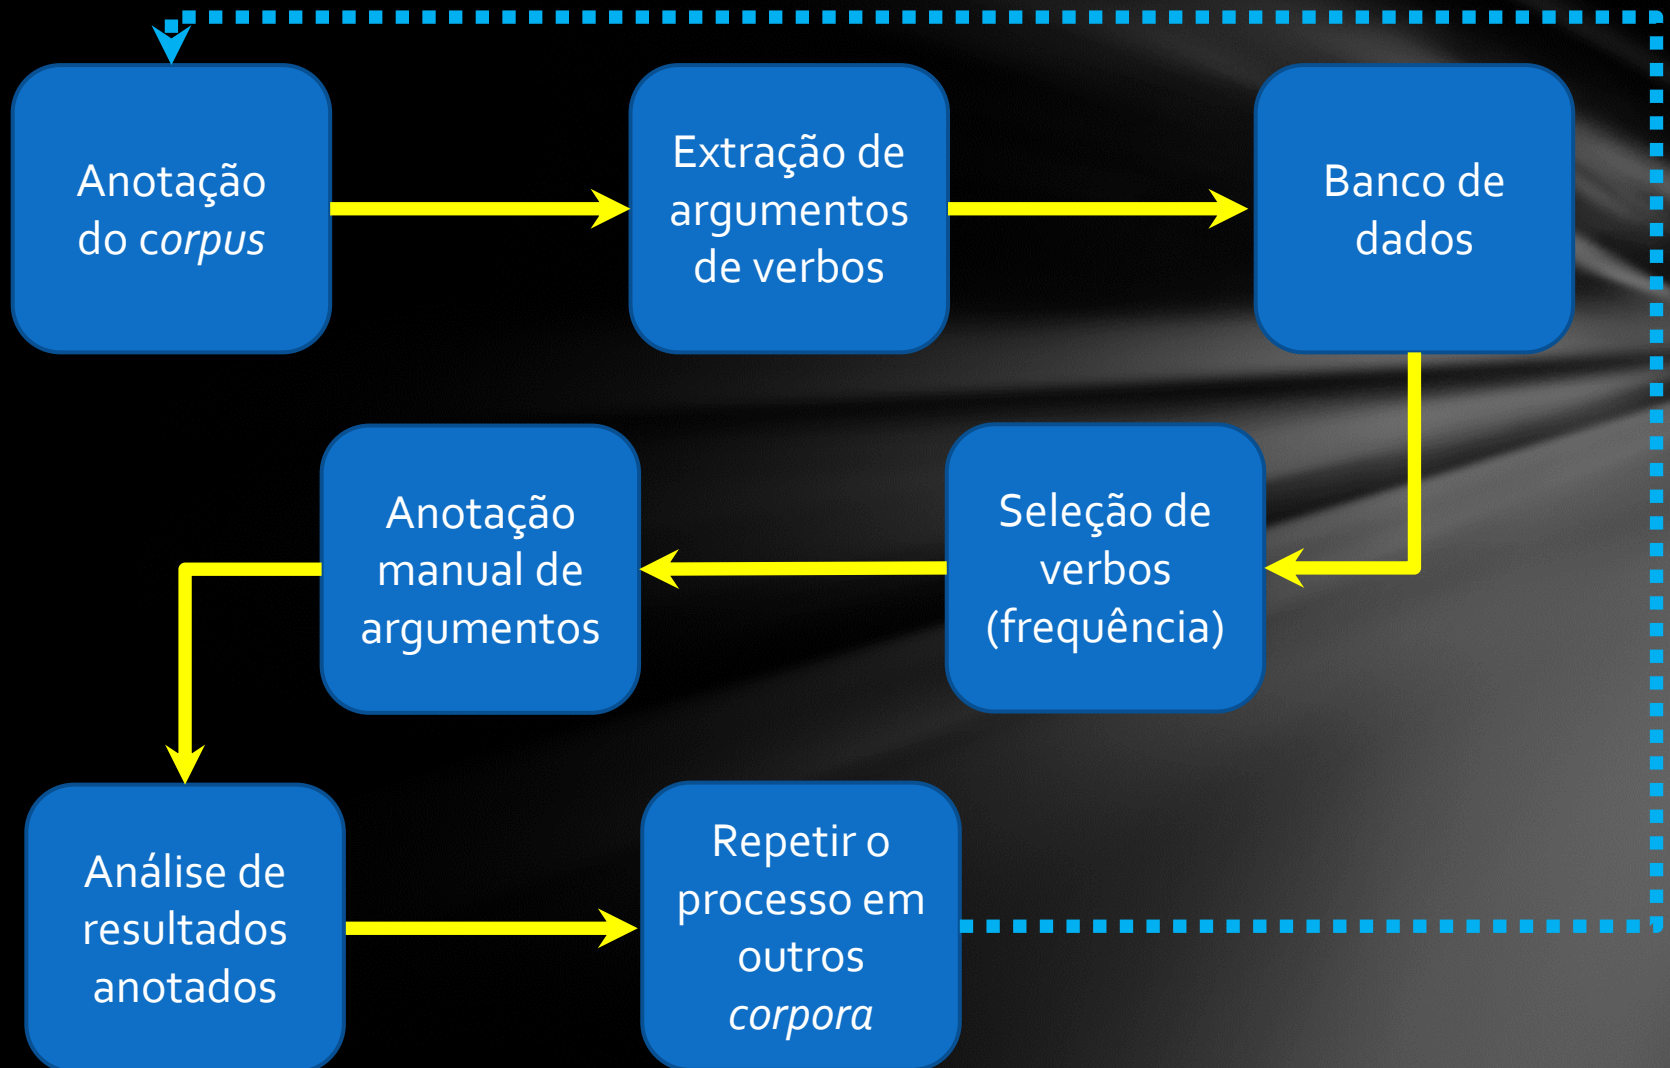 Anotação
do corpus
Extração de
argumentos
de verbos
Banco de
dados
Seleção de
verbos
(frequência)
Anotação
manual de
argumentos
Análise de
resultados
anotados
Repetir o
processo em
outros
corpora